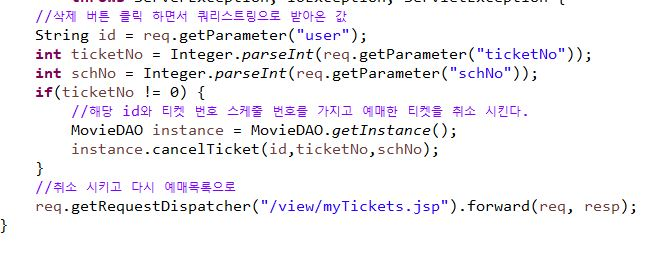 //삭제 버튼 클릭 하면서 쿼리스트링으로 받아온 값
String id = req.getParameter("user");
int ticketNo = Integer.parseInt(req.getParameter("ticketNo"));
int schNo = Integer.parseInt(req.getParameter("schNo"));
if(ticketNo != 0) {
//해당 id와 티켓 번호 스케줄 번호를 가지고 예매한 티켓을 취소 시킨다.
MovieDAO instance = MovieDAO.getInstance();
instance.cancelTicket(id,ticketNo,schNo);
}
//취소 시키고 다시 예매목록으로
req.getRequestDispatcher("/view/myTickets.jsp").forward(req, resp);
}